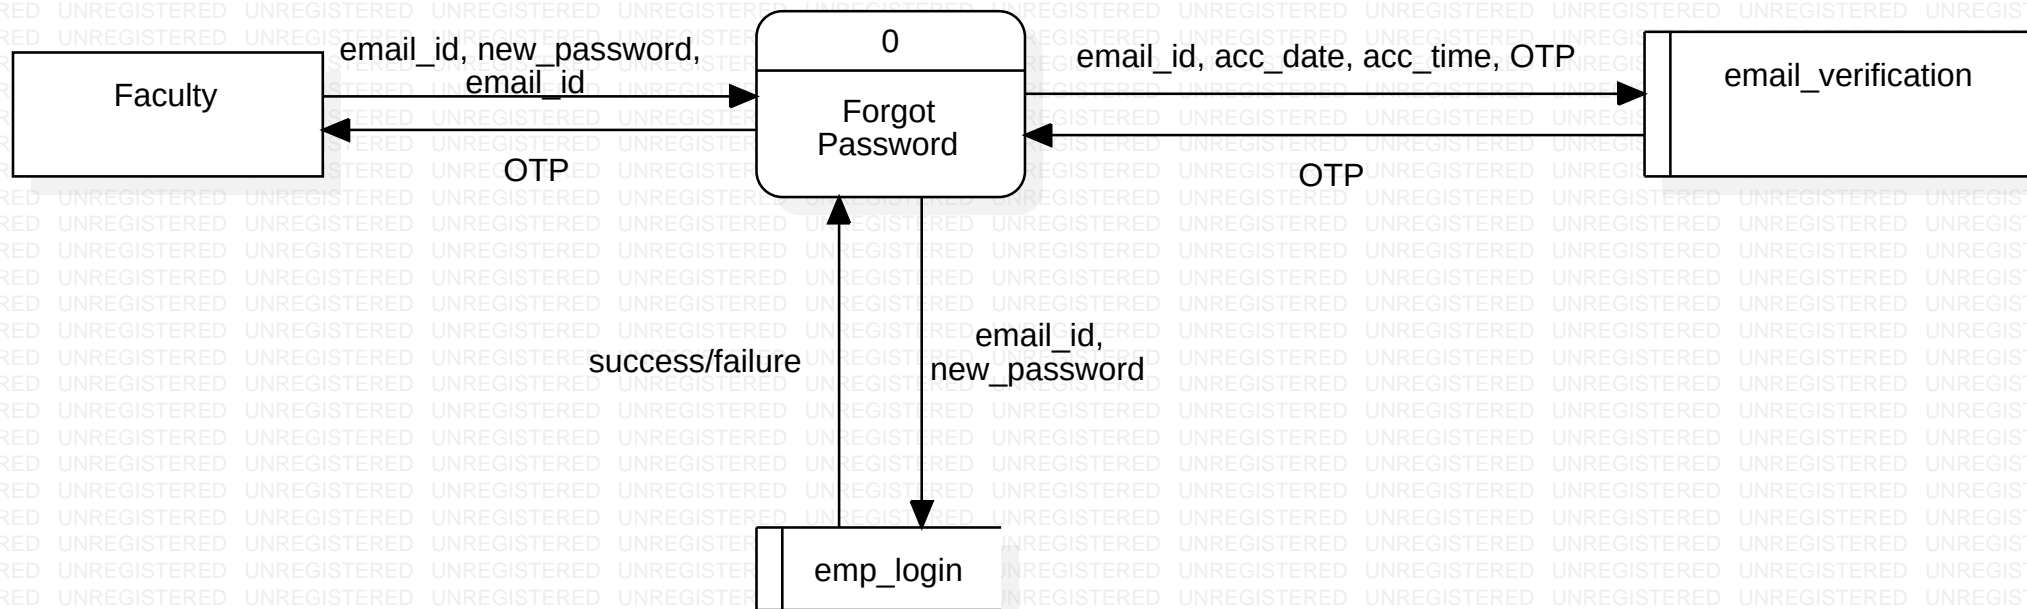 Faculty
email_id, new_password,
email_id
OTP
0
Forgot
Password
email_id, acc_date, acc_time, OTP
OTP
email_verification
success/failure
email_id,
new_password
emp_login
UNREGISTERED